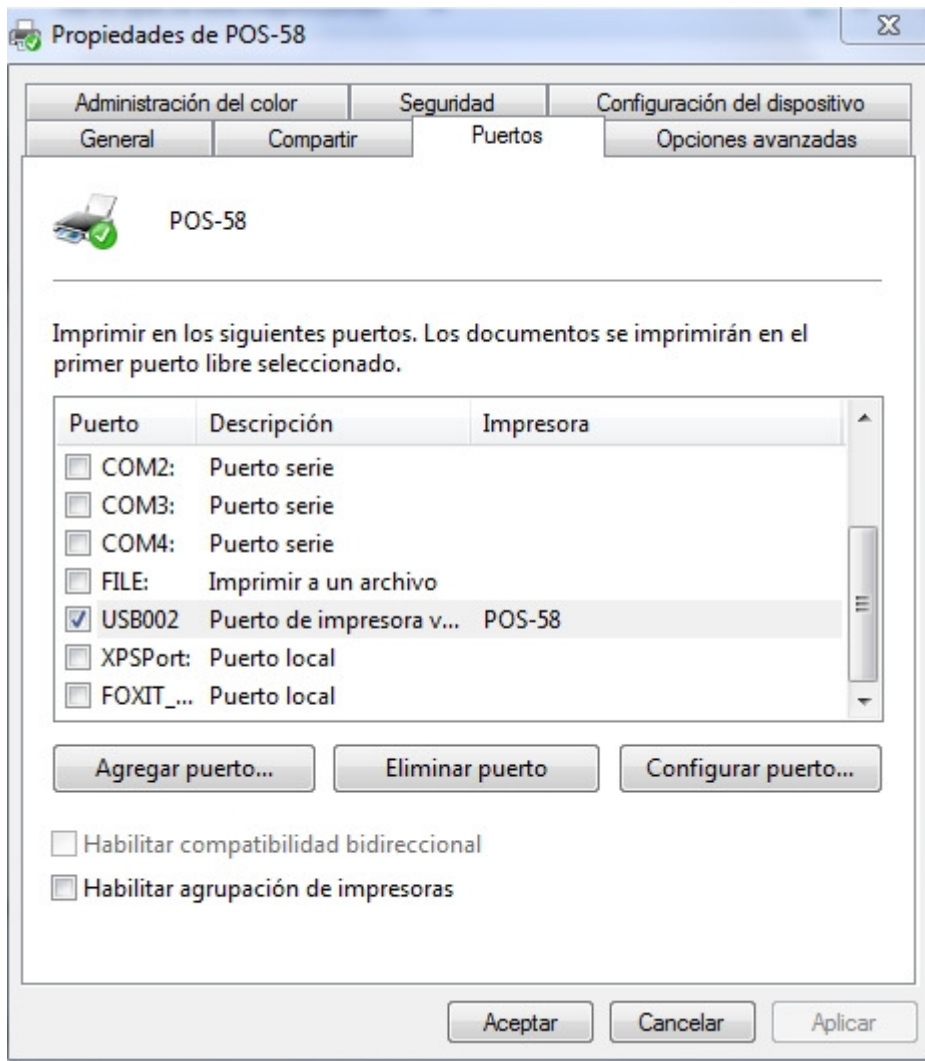 Propiedades de POS-58
Administración del color Seguridad Configuración del dispositivo
General Compartir Puertos Opciones avanzadas
POS-58
Imprimir en los siguientes puertos. Los documentos se imprimirán en el
primer puerto libre seleccionado.
Puerto Descripción Impresora
COM2: Puerto serie
COM3: Puerto serie
COM4: Puerto serie
FILE: Imprimir a un archivo
USB002 Puerto de impresora v... POS-58
XPSPort: Puerto local
FOXIT_... Puerto local
Agregar puerto... Eliminar puerto Configurar puerto...
Habilitar compatibilidad bidireccional
Habilitar agrupación de impresoras
Aceptar Cancelar Aplicar